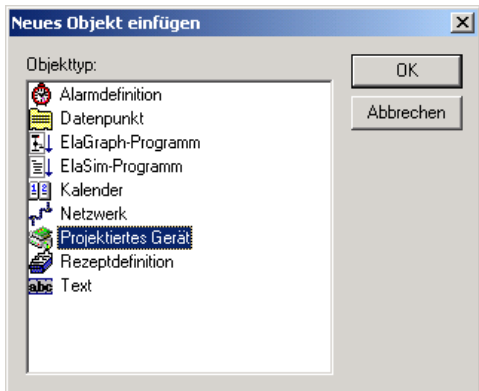 Neues Objekt einfügen
Objekttyp:
OK
Abbrechen
Alarmdefinition
Datenpunkt
ElaGraph-Programm
ElaSim-Programm
Kalender
Netzwerk
Projektiertes Gerät
Rezeptdefinition
abc Text